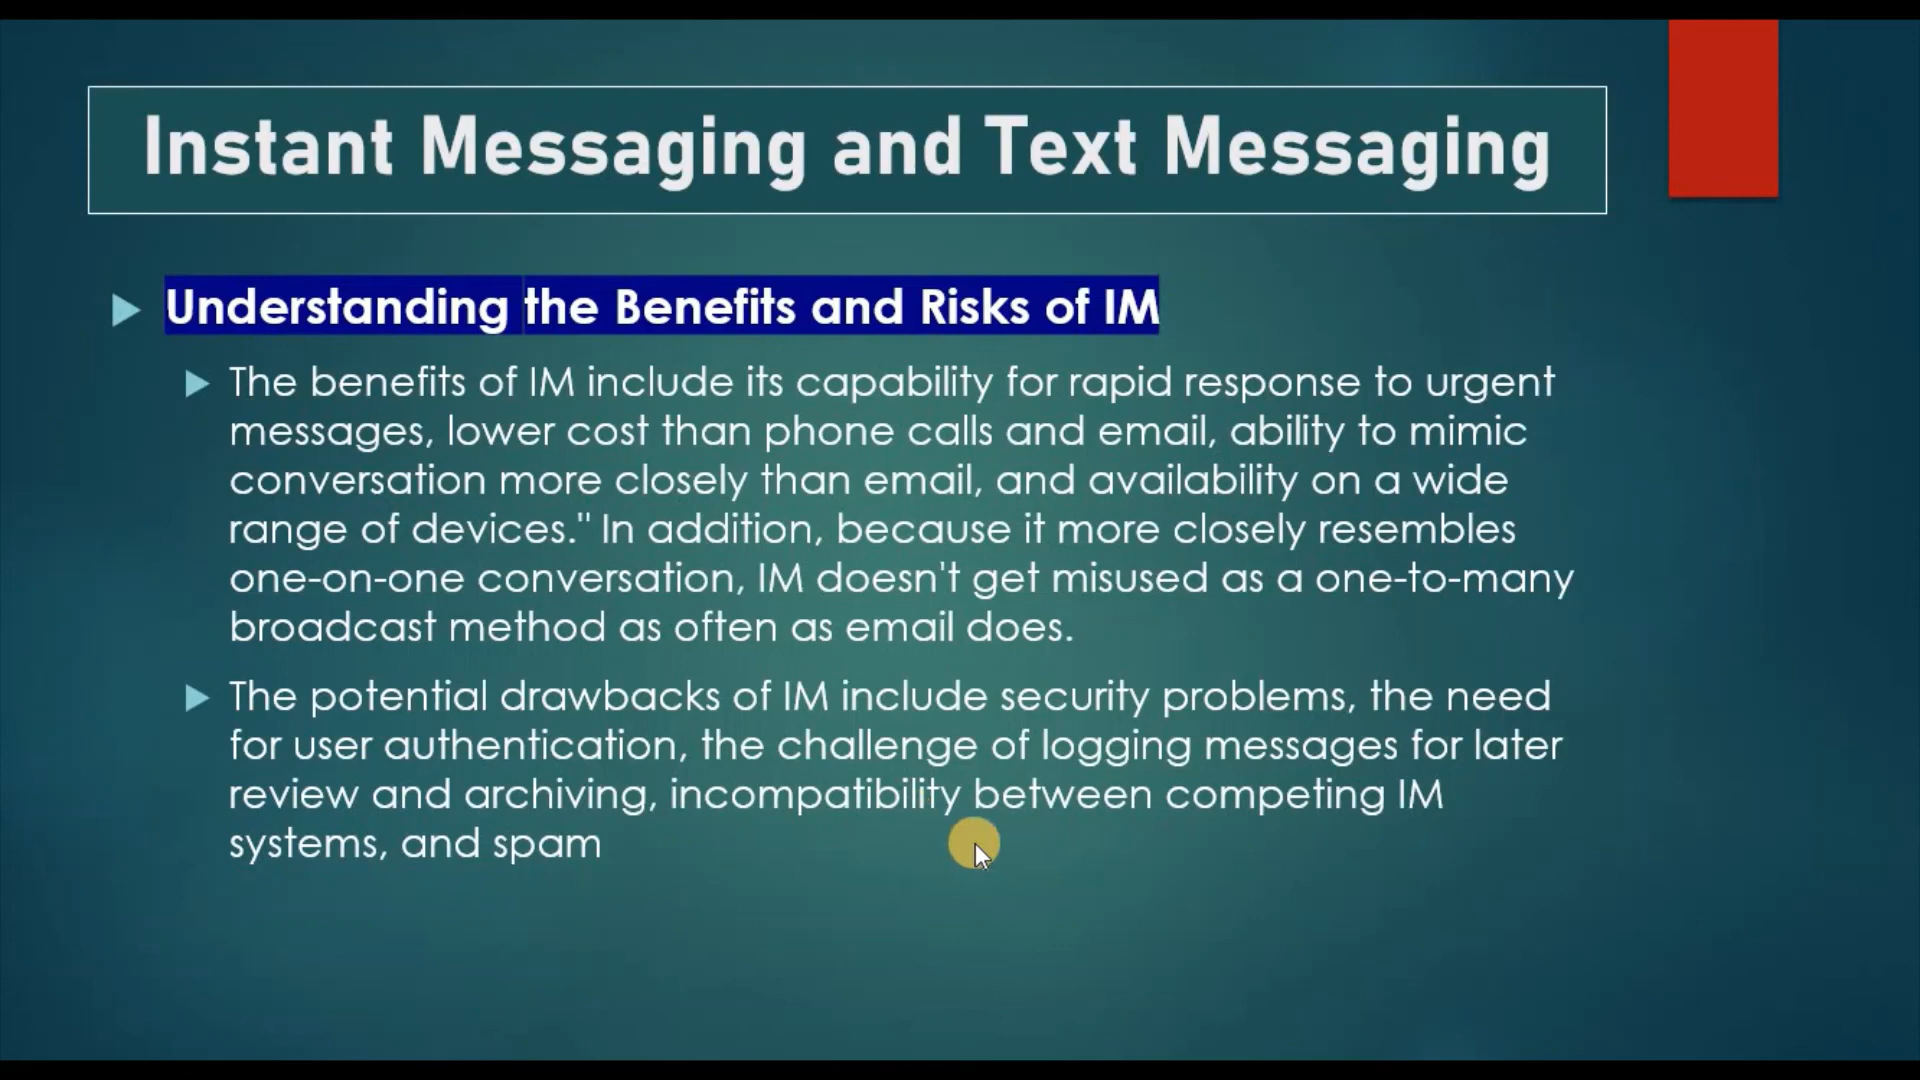 Instant Messaging and Text Messaging
Understanding the Benefits and Risks of IM
The benefits of IM include its capability for rapid response to urgent
messages, lower cost than phone calls and email, ability to mimic
conversation more closely than email, and availability on a wide
range of devices." In addition, because it more closely resembles
one-on-one conversation, IM doesn't get misused as a one-to-many
broadcast method as often as email does.
The potential drawbacks of IM include security problems, the need
for user authentication, the challenge of logging messages for later
review and archiving, incompatibility between competing IM
systems, and spam